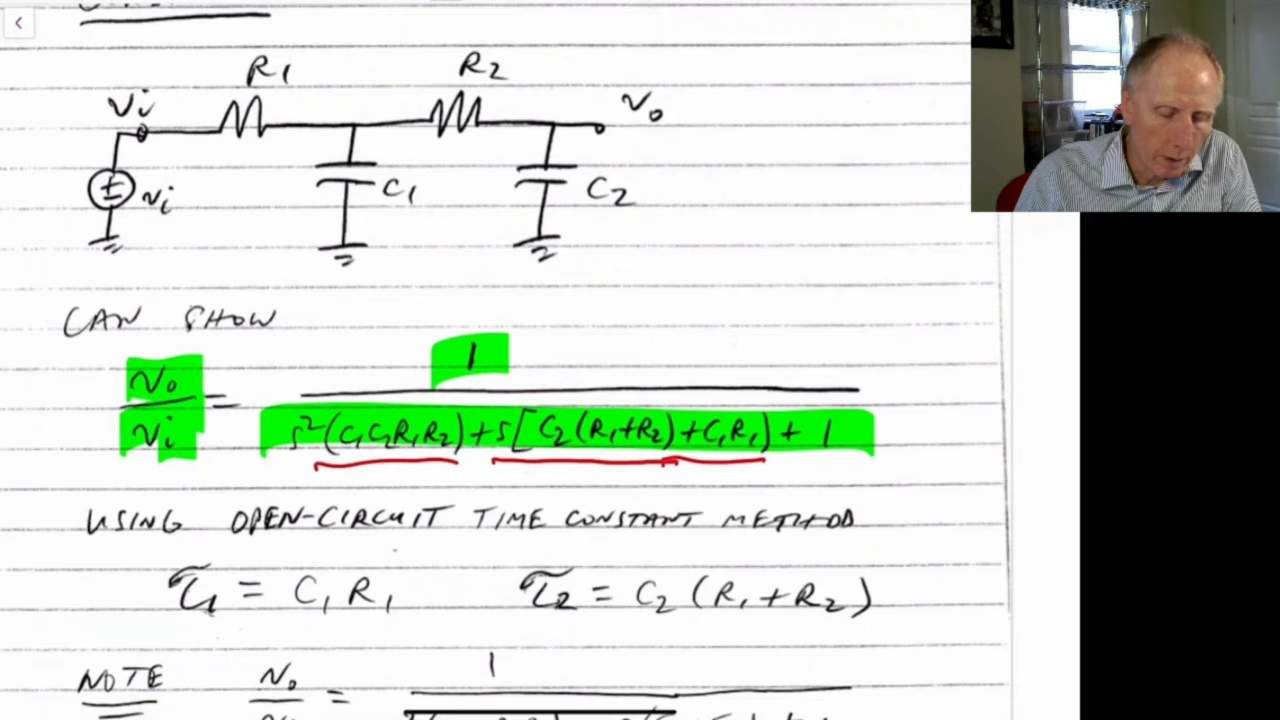 R1 R2
Vi Vo
+ Vi C1 C2
CAN SHOW
Vo/Vi = 1 / s²(C1C2R1R2)+s[C2(R1+R2)+C1R1)+1
USING OPEN-CIRCUIT TIME CONSTANT METHOD
τ1 = C1R1 τ2 = C2(R1+R2)
NOTE Vo = 1